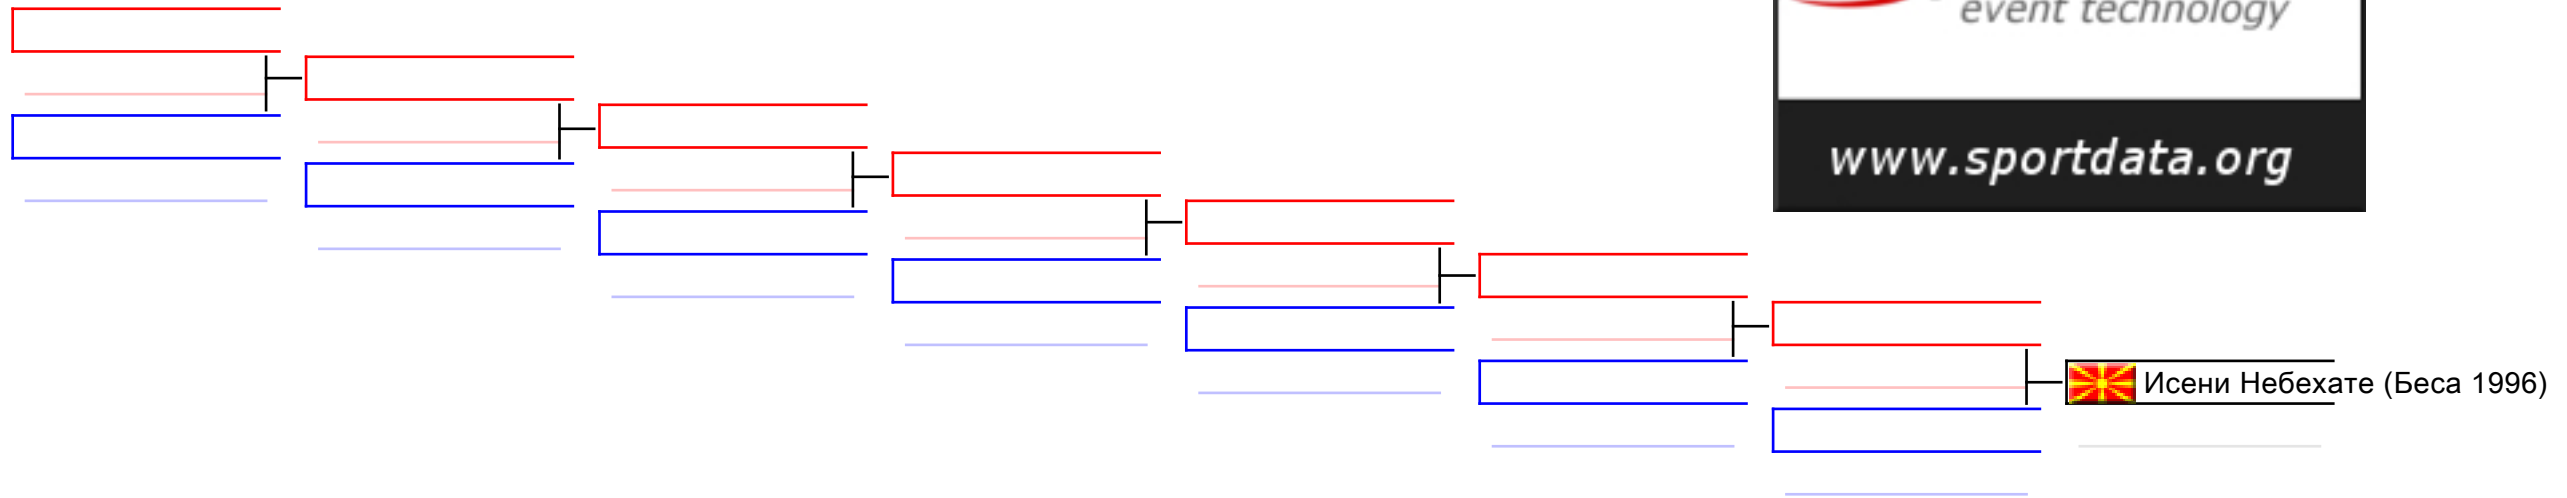 event technology
www.sportdata.org
Исени Небехате (Беса 1996)